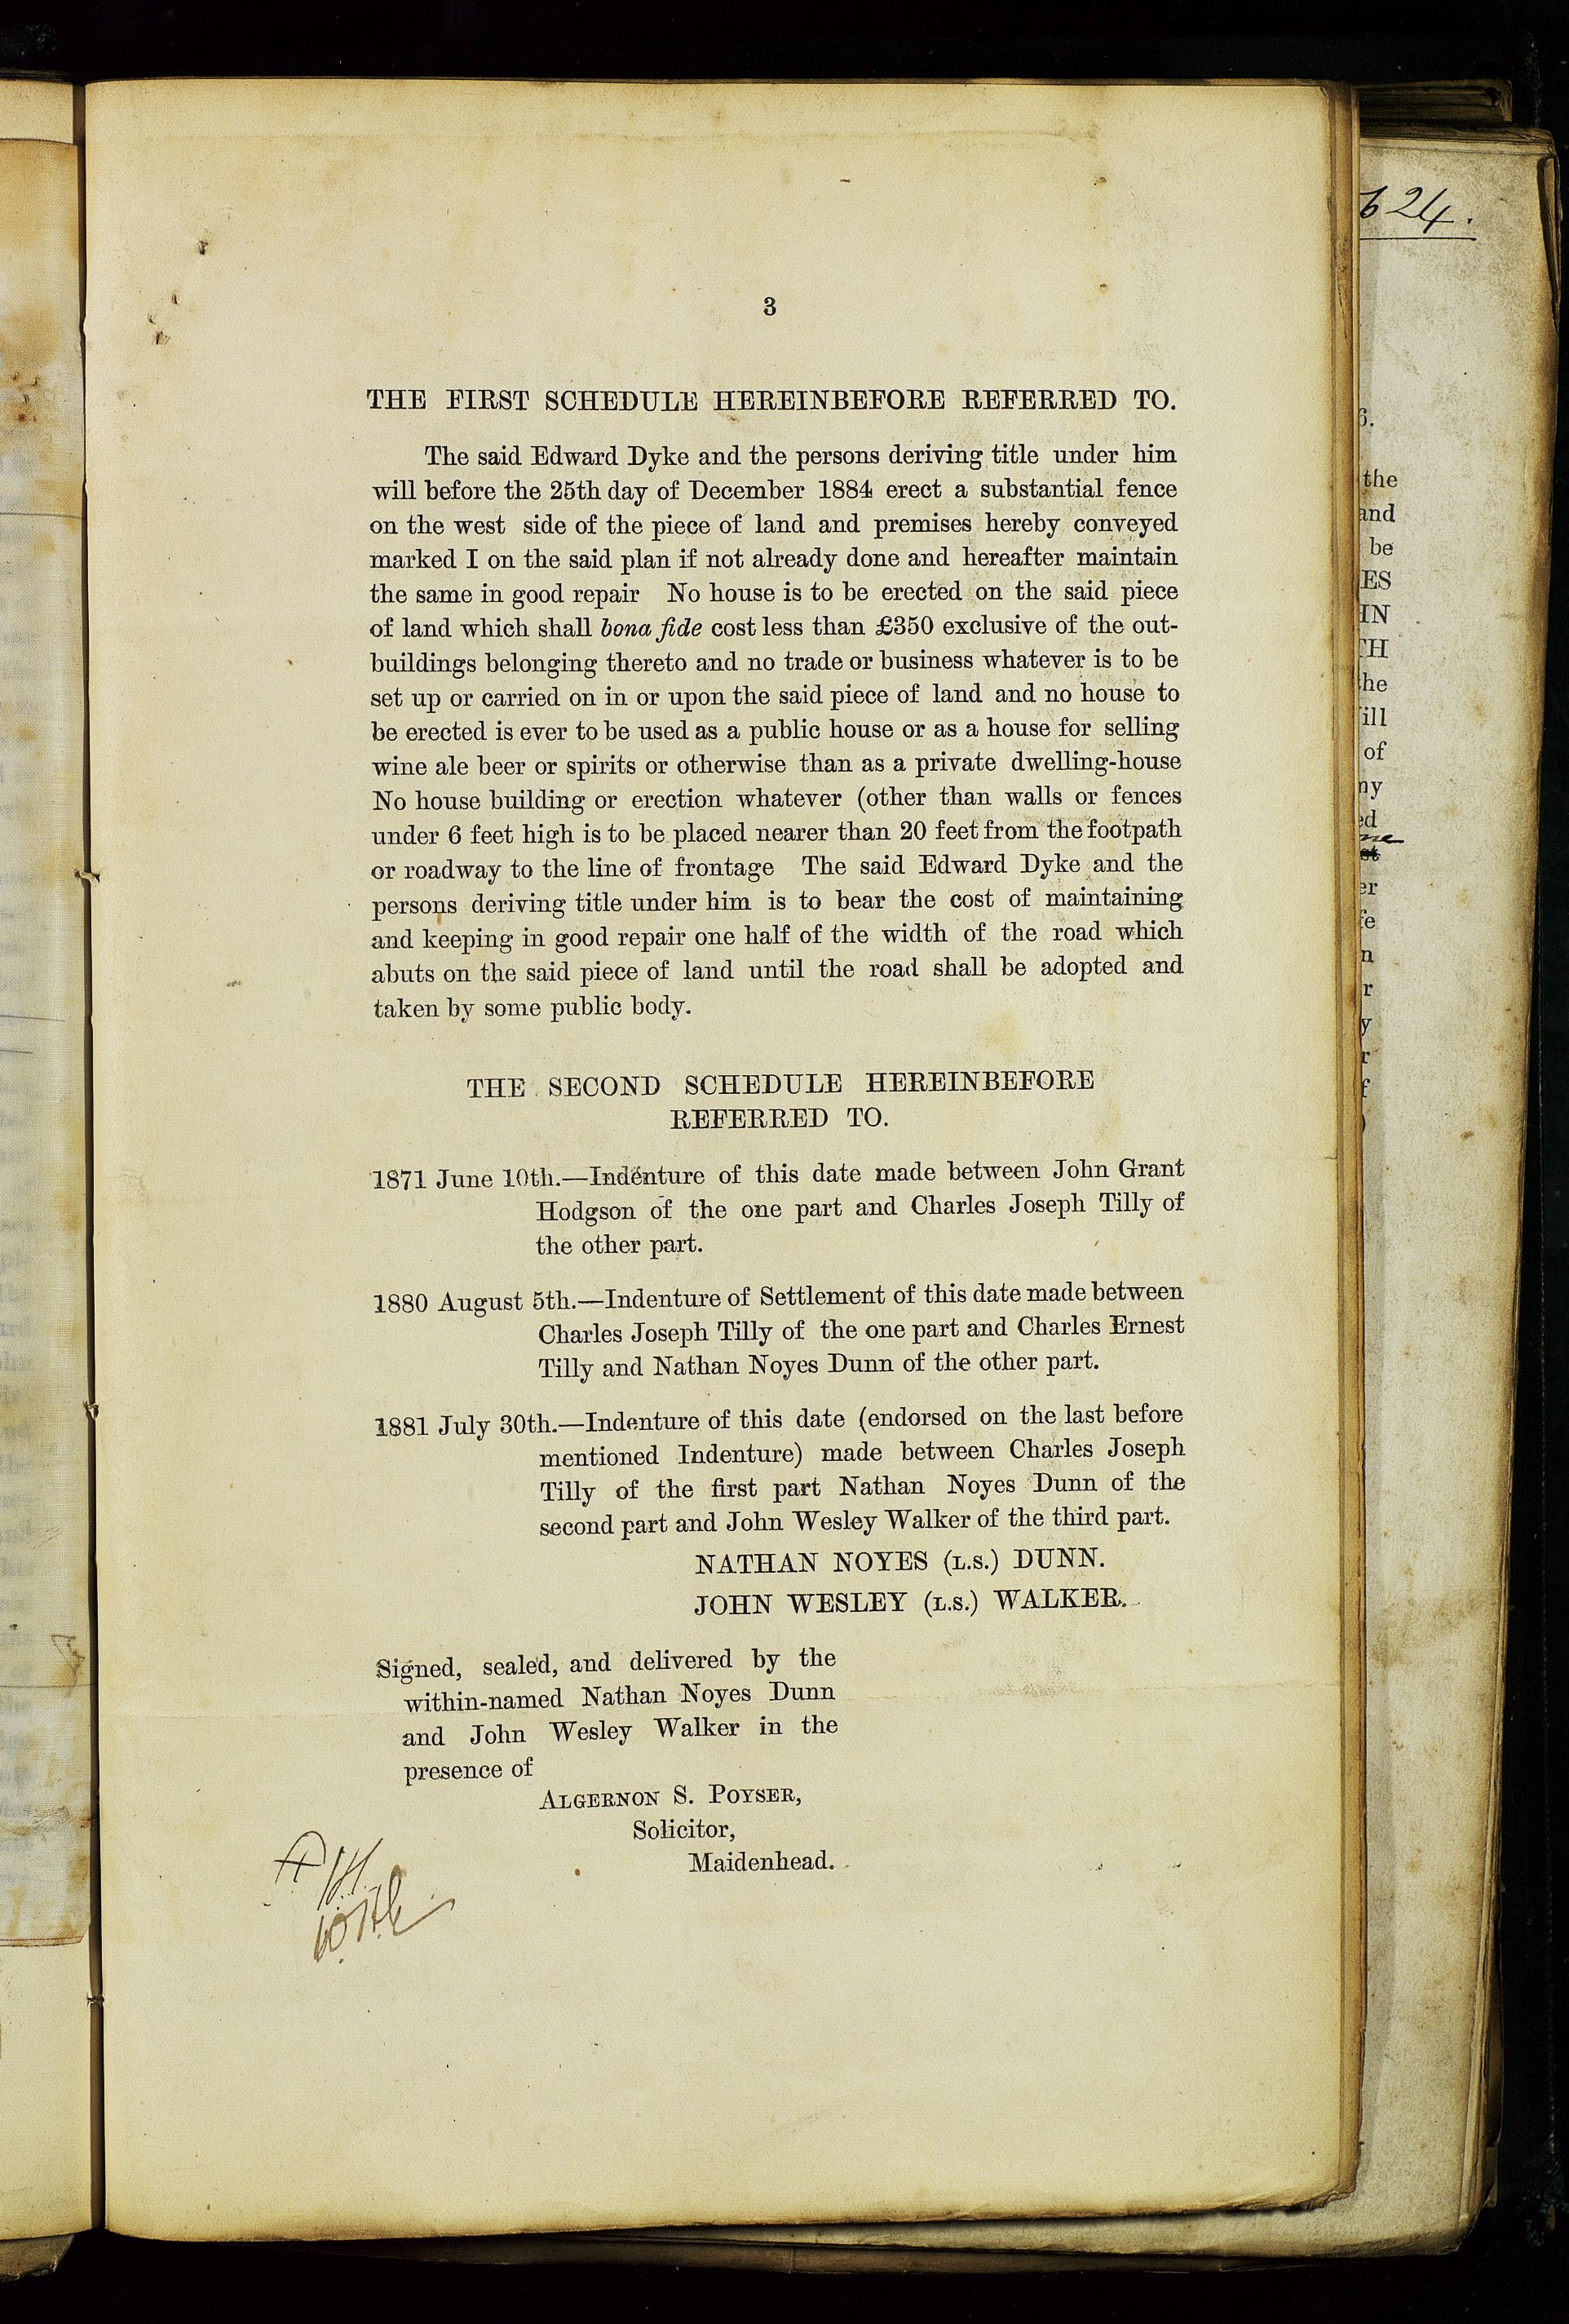 3
THE FIRST SCHEDULE HEREINBEFORE REFERRED TO.
The said Edward Dyke and the persons deriving title under him
will before the 25th day of December 1884 erect a substantial fence
on the west side of the piece of land and premises hereby conveyed
marked I on the said plan if not already done and hereafter maintain
the same in good repair No house is to be erected on the said piece
of land which shall bona fide cost less than £350 exclusive of the out-
buildings belonging thereto and no trade or business whatever is to be
set up or carried on in or upon the said piece of land and no house to
be erected is ever to be used as a public house or as a house for selling
wine ale beer or spirits or otherwise than as a private dwelling-house
No house building or erection whatever (other than walls or fences
under 6 feet high is to be placed nearer than 20 feet from the footpath
or roadway to the line of frontage The said Edward Dyke and the
persons deriving title under him is to bear the cost of maintaining
and keeping in good repair one half of the width of the road which
abuts on the said piece of land until the road shall be adopted and
taken by some public body.
THE SECOND SCHEDULE HEREINBEFORE
REFERRED TO.
1871 June 10th.—Indenture of this date made between John Grant
Hodgson of the one part and Charles Joseph Tilly of
the other part.
1880 August 5th.—Indenture of Settlement of this date made between
Charles Joseph Tilly of the one part and Charles Ernest
Tilly and Nathan Noyes Dunn of the other part.
1881 July 30th.—Indenture of this date (endorsed on the last before
mentioned Indenture) made between Charles Joseph
Tilly of the first part Nathan Noyes Dunn of the
second part and John Wesley Walker of the third part.
NATHAN NOYES (L.S.) DUNN.
JOHN WESLEY (L.S.) WALKER.
Signed, sealed, and delivered by the
within-named Nathan Noyes Dunn
and John Wesley Walker in the
presence of
ALGERNON S. POYSER,
Solicitor,
Maidenhead.
624.
the
and
be
ES
IN
TH
he
ill
of
ny
ed
er
fe
n
r
y
r
f